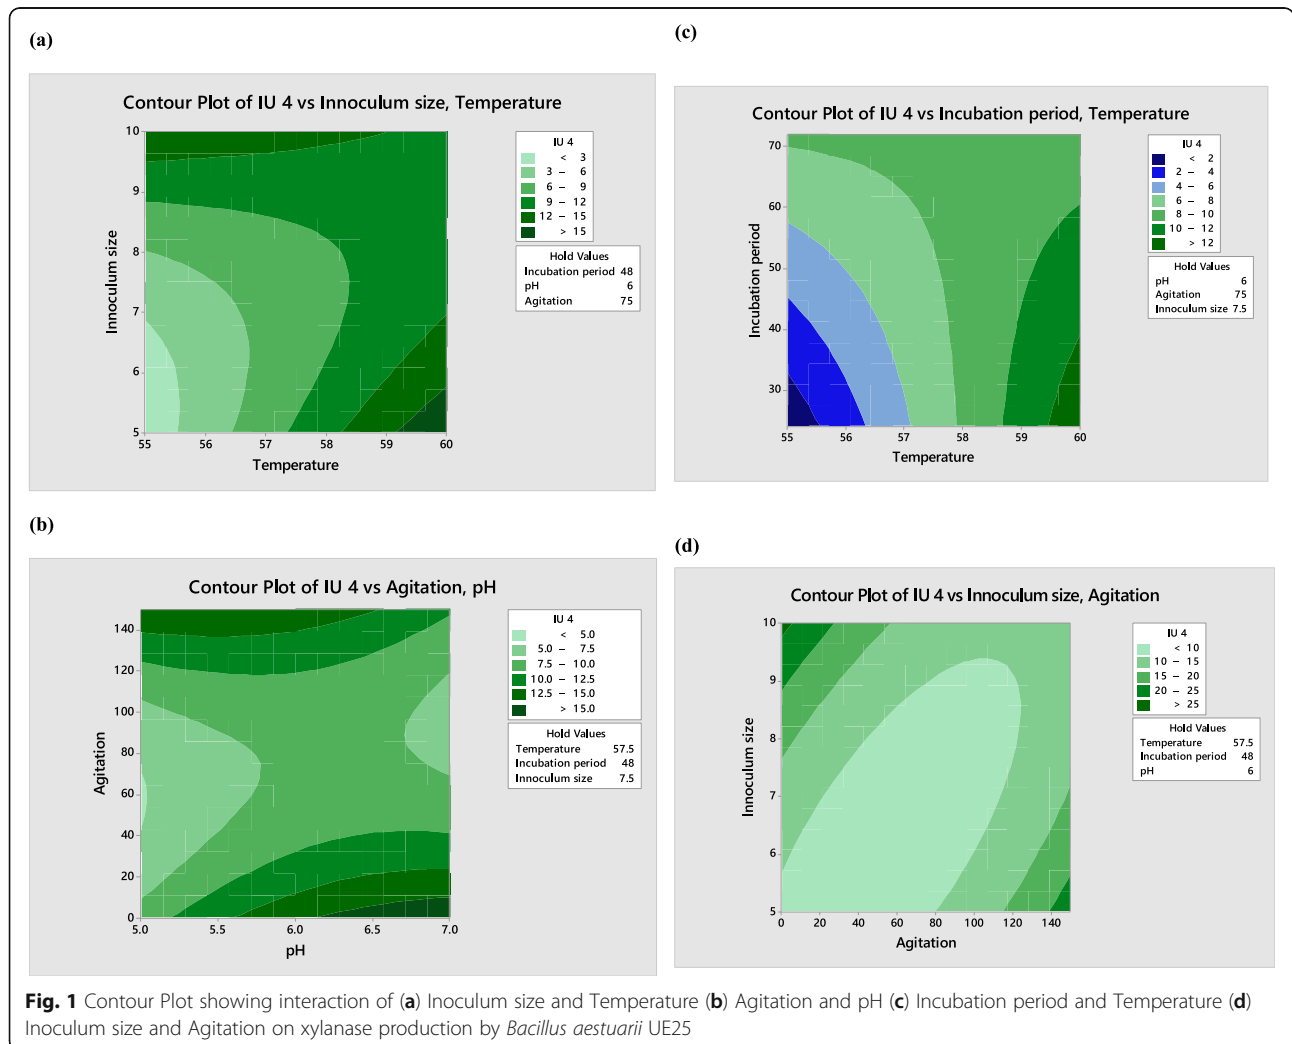 (a)
Contour Plot of IU 4 vs Innoculum size, Temperature
10
9
8
7
6
5
55 56 57 58 59 60
Innoculum size
Temperature
IU 4
< 3
3 – 6
6 – 9
9 – 12
12 – 15
> 15
Hold Values
Incubation period 48
pH 6
Agitation 75
(c)
Contour Plot of IU 4 vs Incubation period, Temperature
70
60
50
40
30
55 56 57 58 59 60
Incubation period
Temperature
IU 4
< 2
2 – 4
4 – 6
6 – 8
8 – 10
10 – 12
> 12
Hold Values
pH 6
Agitation 75
Innoculum size 7.5
(b)
Contour Plot of IU 4 vs Agitation, pH
140
120
100
80
60
40
20
0
5.0 5.5 6.0 6.5 7.0
Agitation
pH
IU 4
< 5.0
5.0 – 7.5
7.5 – 10.0
10.0 – 12.5
12.5 – 15.0
> 15.0
Hold Values
Temperature 57.5
Incubation period 48
Innoculum size 7.5
(d)
Contour Plot of IU 4 vs Innoculum size, Agitation
10
9
8
7
6
5
0 20 40 60 80 100 120 140
Innoculum size
Agitation
IU 4
< 10
10 – 15
15 – 20
20 – 25
> 25
Hold Values
Temperature 57.5
Incubation period 48
pH 6
Fig. 1 Contour Plot showing interaction of (a) Inoculum size and Temperature (b) Agitation and pH (c) Incubation period and Temperature (d)
Inoculum size and Agitation on xylanase production by Bacillus aestuarii UE25